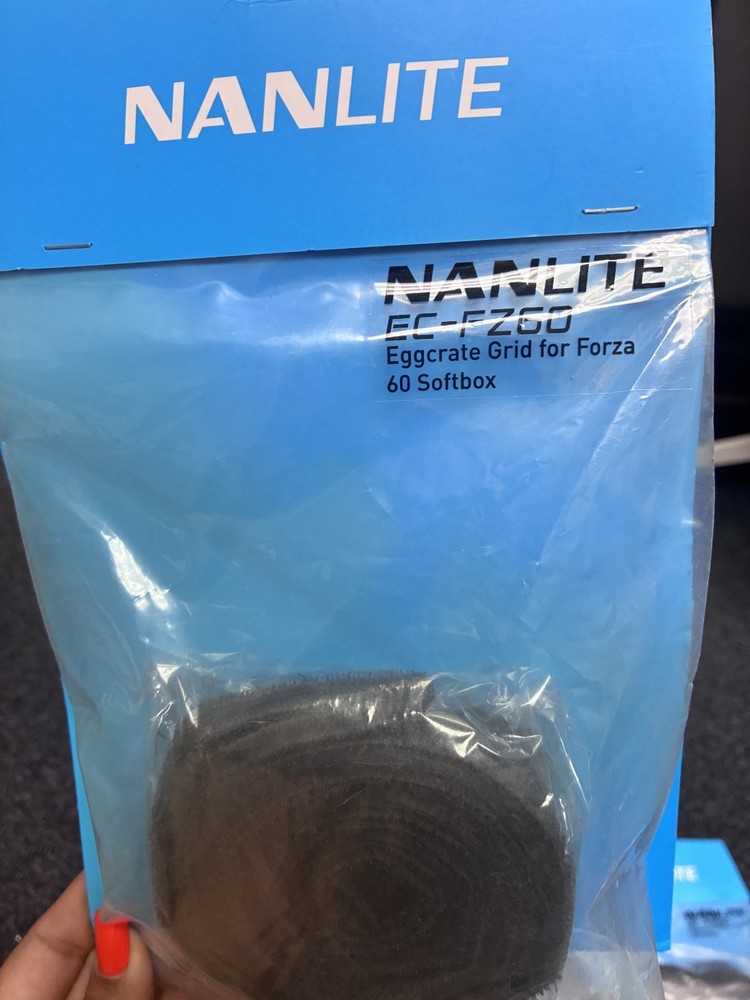 NANLITE
NANLITE
EC-FZ60
Eggcrate Grid for Forza
60 Softbox